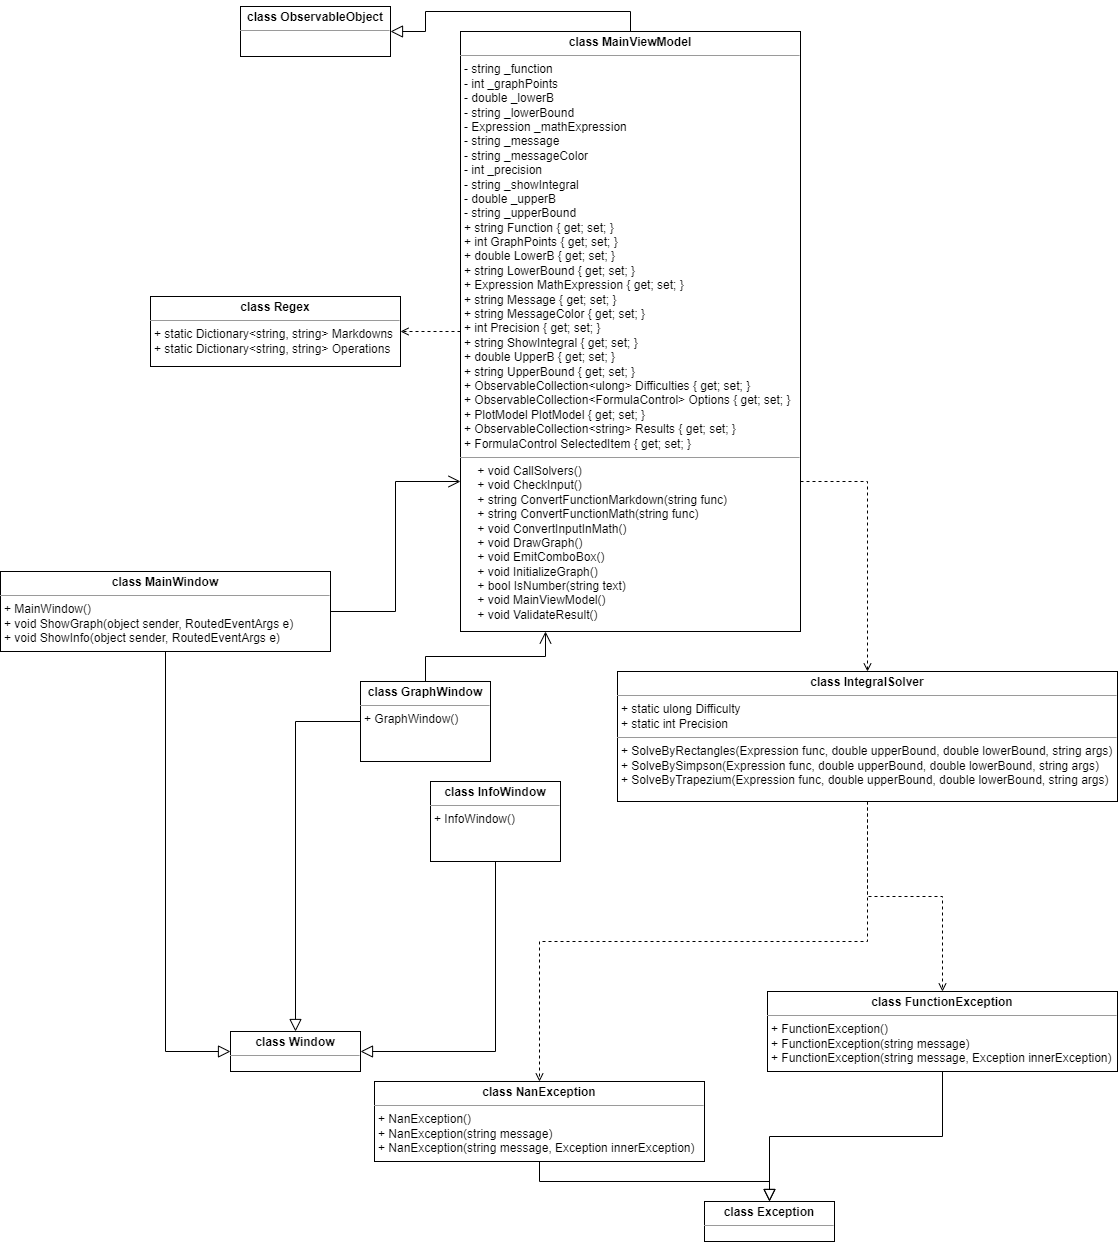 class ObservableObject
class MainViewModel
- string _function
- int _graphPoints
- double _lowerB
- string _lowerBound
- Expression _mathExpression
- string _message
- string _messageColor
- int _precision
- string _showIntegral
- double _upperB
- string _upperBound
+ string Function { get; set; }
+ int GraphPoints { get; set; }
+ double LowerB { get; set; }
+ string LowerBound { get; set; }
+ Expression MathExpression { get; set; }
+ string Message { get; set; }
+ string MessageColor { get; set; }
+ int Precision { get; set; }
+ string ShowIntegral { get; set; }
+ double UpperB { get; set; }
+ string UpperBound { get; set; }
+ ObservableCollection<ulong> Difficulties { get; set; }
+ ObservableCollection<FormulaControl> Options { get; set; }
+ PlotModel PlotModel { get; set; }
+ ObservableCollection<string> Results { get; set; }
+ FormulaControl SelectedItem { get; set; }
+ void CallSolvers()
+ void CheckInput()
+ string ConvertFunctionMarkdown(string func)
+ string ConvertFunctionMath(string func)
+ void ConvertInputInMath()
+ void DrawGraph()
+ void EmitComboBox()
+ void InitializeGraph()
+ bool IsNumber(string text)
+ void MainViewModel()
+ void ValidateResult()
class Regex
+ static Dictionary<string, string> Markdowns
+ static Dictionary<string, string> Operations
class MainWindow
+ MainWindow()
+ void ShowGraph(object sender, RoutedEventArgs e)
+ void ShowInfo(object sender, RoutedEventArgs e)
class GraphWindow
+ GraphWindow()
class IntegralSolver
+ static ulong Difficulty
+ static int Precision
+ SolveByRectangles(Expression func, double upperBound, double lowerBound, string args)
+ SolveBySimpson(Expression func, double upperBound, double lowerBound, string args)
+ SolveByTrapezium(Expression func, double upperBound, double lowerBound, string args)
class InfoWindow
+ InfoWindow()
class FunctionException
+ FunctionException()
+ FunctionException(string message)
+ FunctionException(string message, Exception innerException)
class Window
class NanException
+ NanException()
+ NanException(string message)
+ NanException(string message, Exception innerException)
class Exception